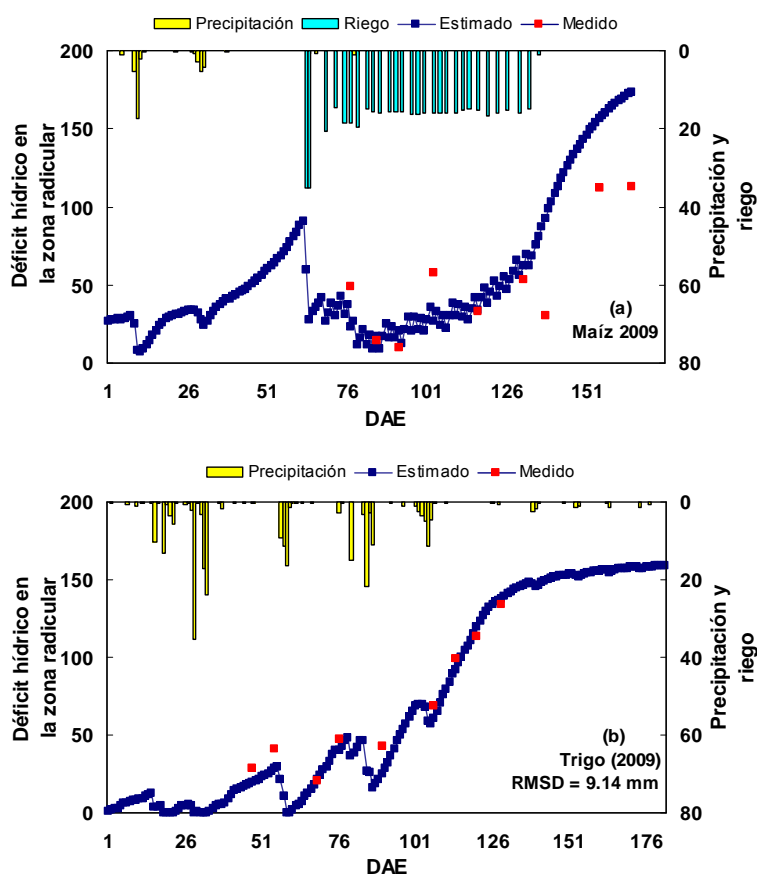 Precipitación Riego Estimado Medido
200 0
150 20
100 40
50 60
0 80
Déficit hídrico en
la zona radicular
Precipitación y
riego
(a)
Maíz 2009
1 26 51 76 101 126 151
DAE
Precipitación Estimado Medido
200 0
150 20
100 40
50 60
0 80
Déficit hídrico en
la zona radicular
Precipitación y
riego
(b)
Trigo (2009)
RMSD = 9.14 mm
1 26 51 76 101 126 151 176
DAE